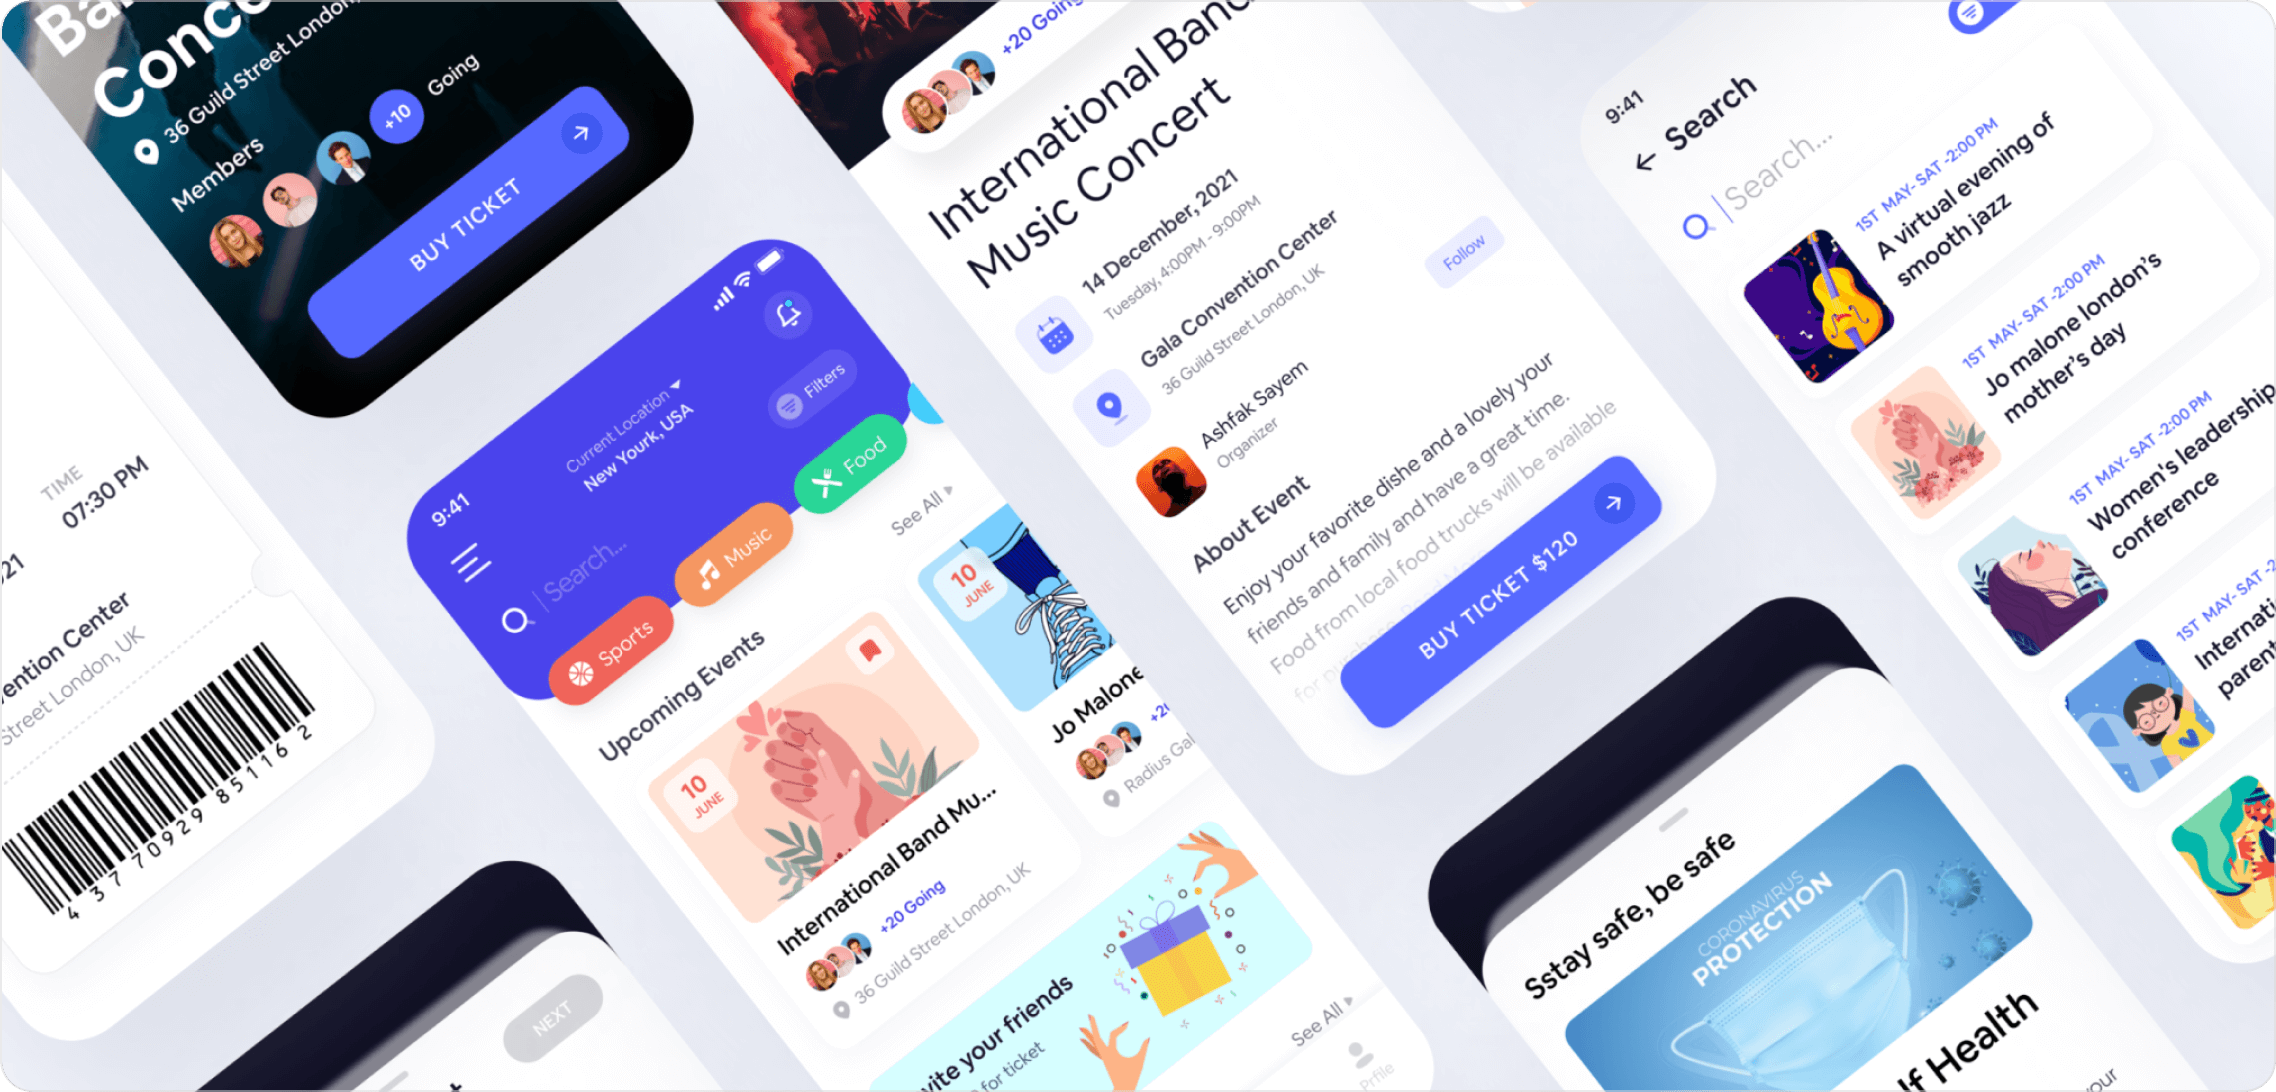 Conce
36 Guild Street London,
Members
+10
Going
BUY TICKET
TIME
07:30 PM
21
ention Center
Street London, UK
4 3 7 7 0 9 2 9 8 5 1 1 6 2
NEXT
9:41
Current Location
New Yourk, USA
Filters
Search...
Sports
Music
Food
Upcoming Events
See All
10
JUNE
International Band Mu...
+20 Going
36 Guild Street London, UK
10
JUNE
Jo Malone
Radius Gal
vite your friends
for ticket
See All
Prfile
+20 Going
International Band
Music Concert
14 December, 2021
Tuesday, 4:00PM - 9:00PM
Gala Convention Center
36 Guild Street London, UK
Ashfak Sayem
Organizer
Follow
About Event
Enjoy your favorite dishe and a lovely your
friends and family and have a great time.
Food from local food trucks will be available
for purchase.
BUY TICKET $120
9:41
Search
Search...
1ST MAY- SAT -2:00 PM
A virtual evening of
smooth jazz
1ST MAY- SAT -2:00 PM
Jo malone london's
mother's day
1ST MAY- SAT -2:00 PM
Women's leadership
conference
1ST MAY- SAT -2
Internati
parent
Sstay safe, be safe
CORONAVIRUS
PROTECTION
lf Health
your